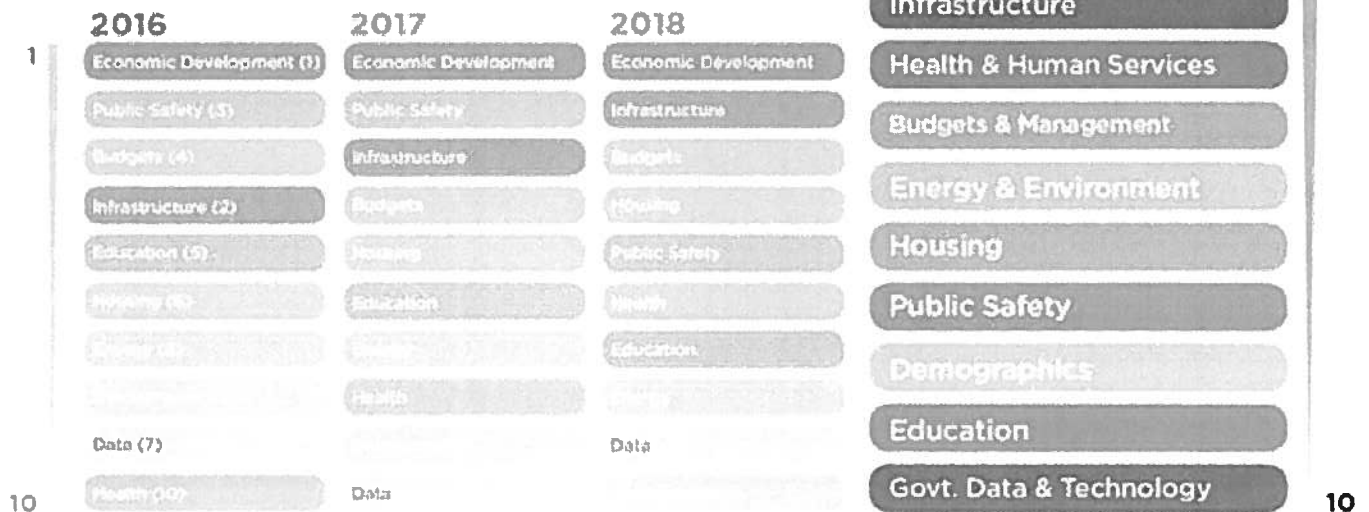 2016
1
Economic Development (1)
Public Safety (3)
Budgets (4)
Infrastructure (2)
Education (5)
Housing (6)
Data (7)
Health (10)
10
2017
Economic Development
Public Safety
Infrastructure
Budgets
Housing
Education
Health
Data
2018
Economic Development
Infrastructure
Budgets
Housing
Public Safety
Health
Education
Data
Infrastructure
Health & Human Services
Budgets & Management
Energy & Environment
Housing
Public Safety
Demographics
Education
Govt. Data & Technology
10